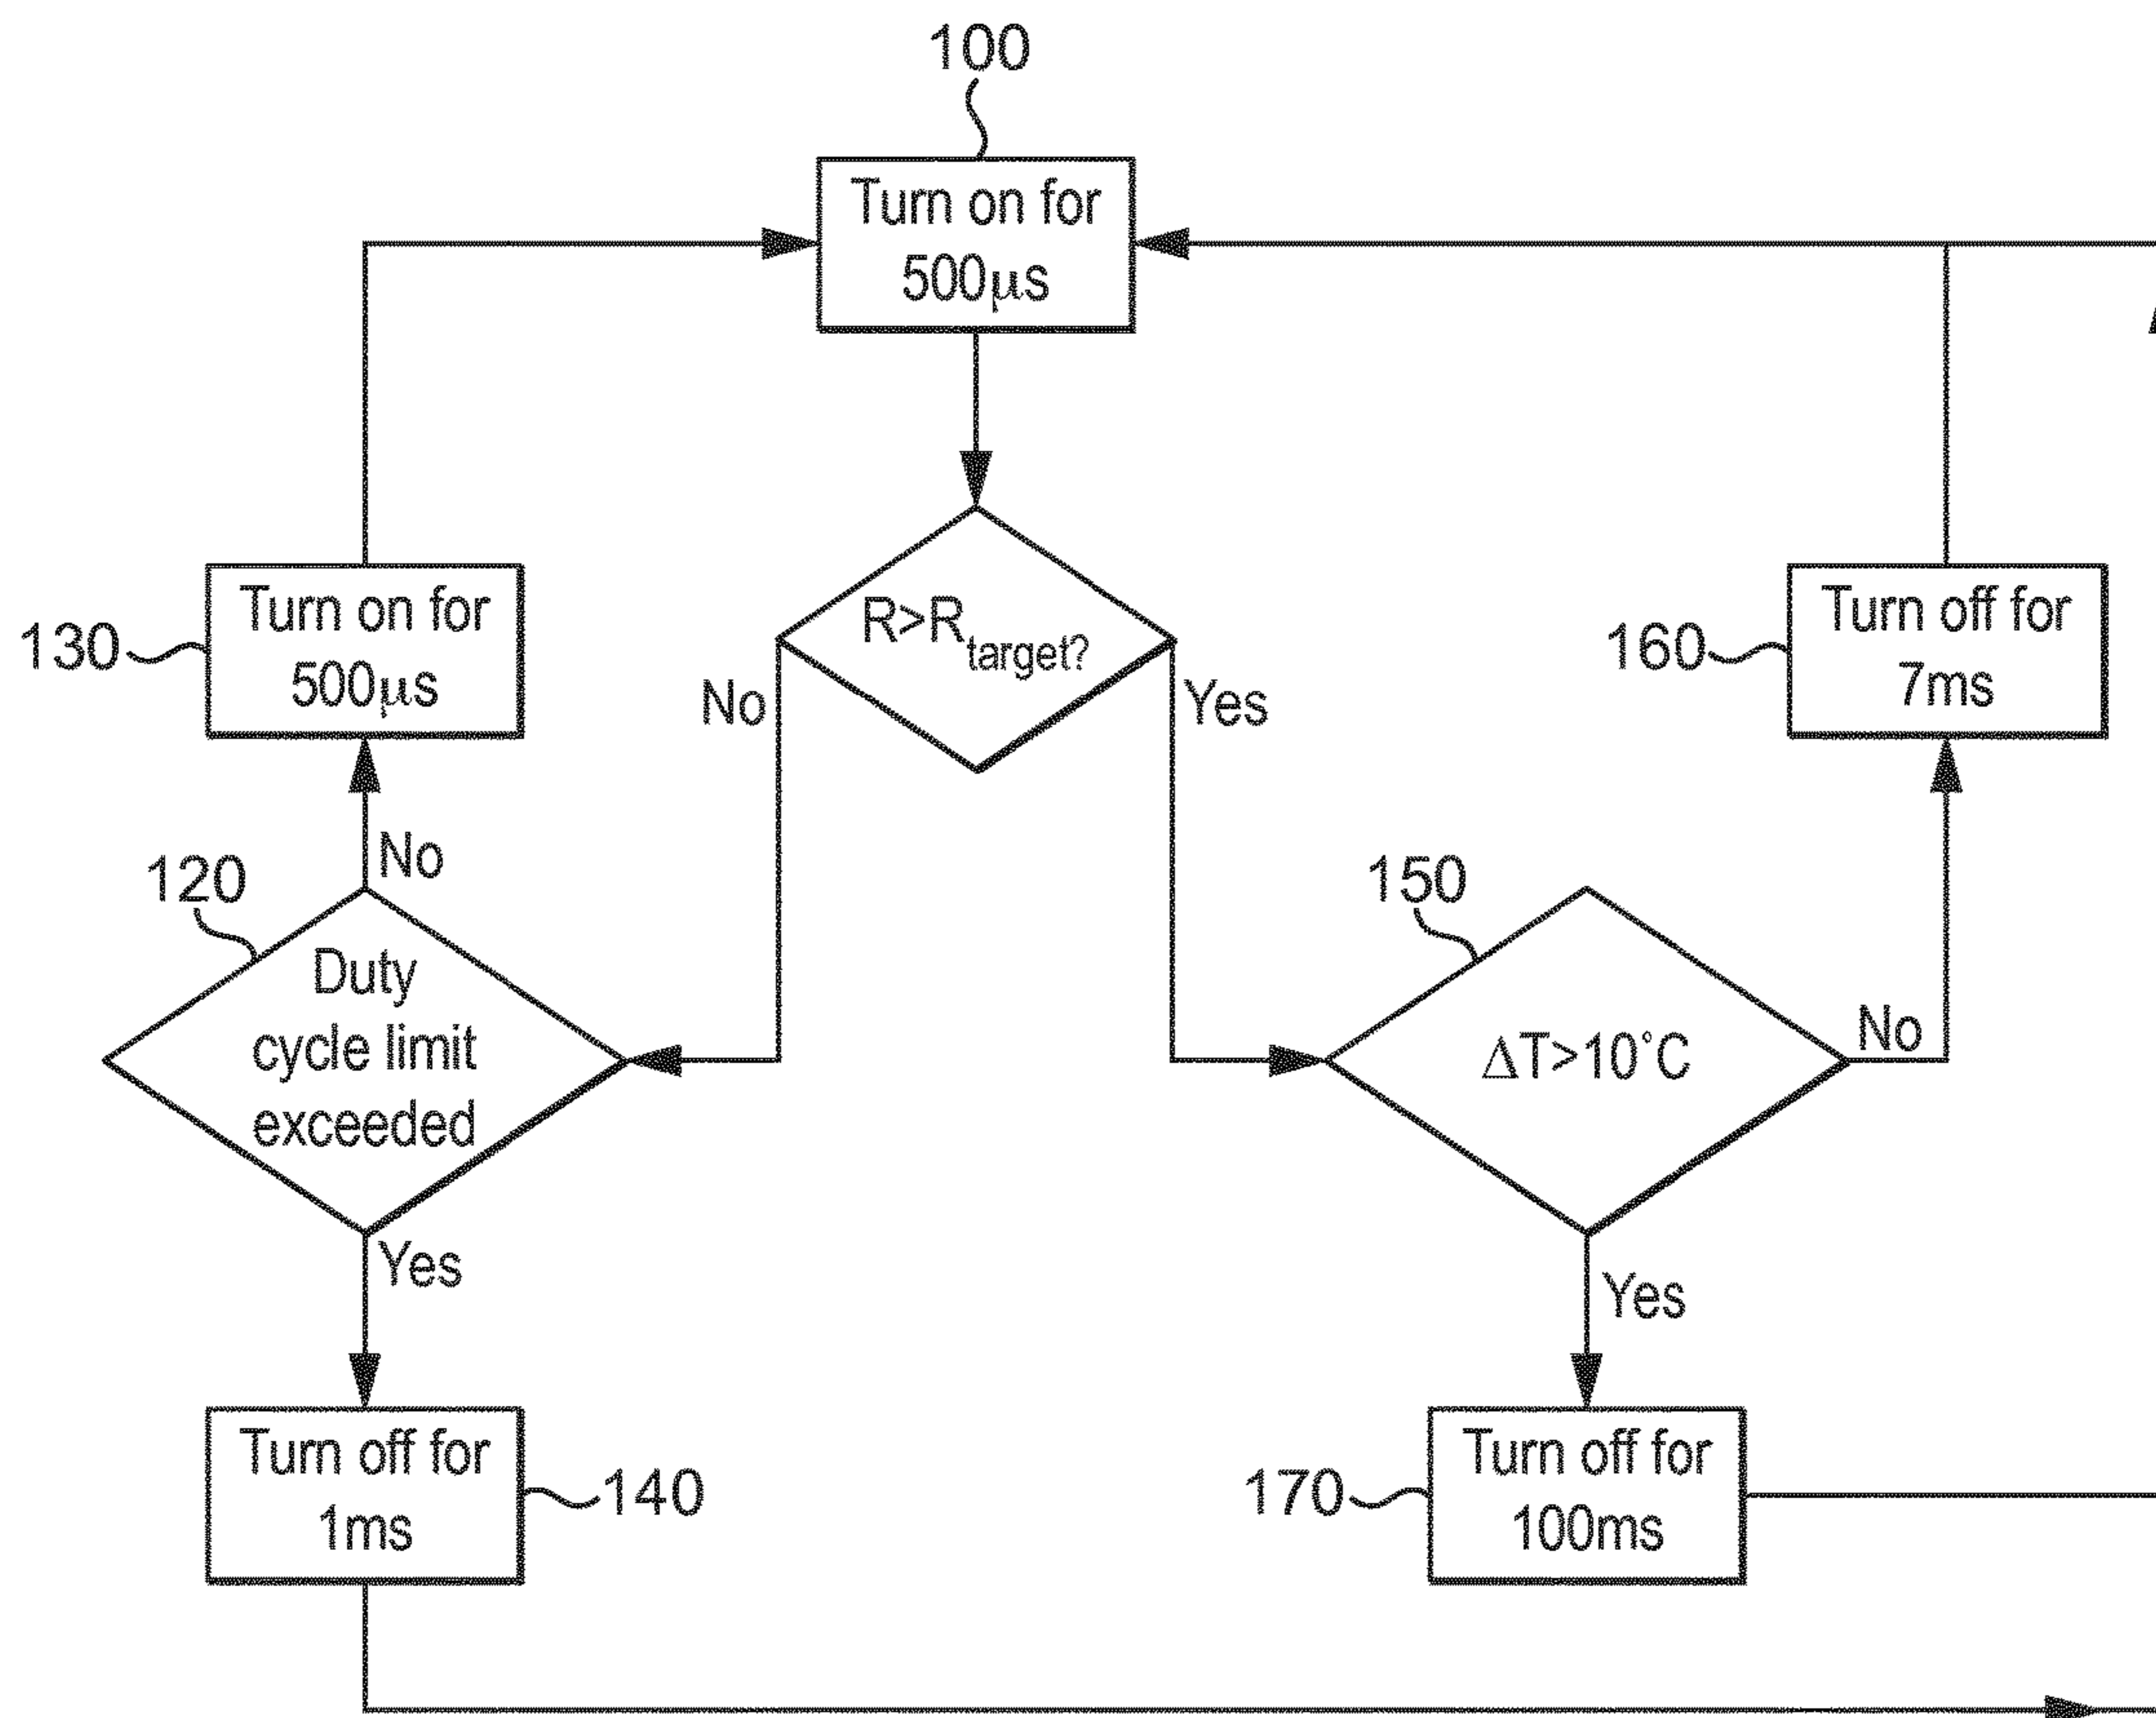 100
Turn on for
500μs
R>Rtarget?
No
Yes
130
Turn on for
500μs
160
Turn off for
7ms
120
No
Duty
cycle limit
exceeded
Yes
150
ΔT>10°C
No
Yes
Turn off for
1ms
140
170
Turn off for
100ms